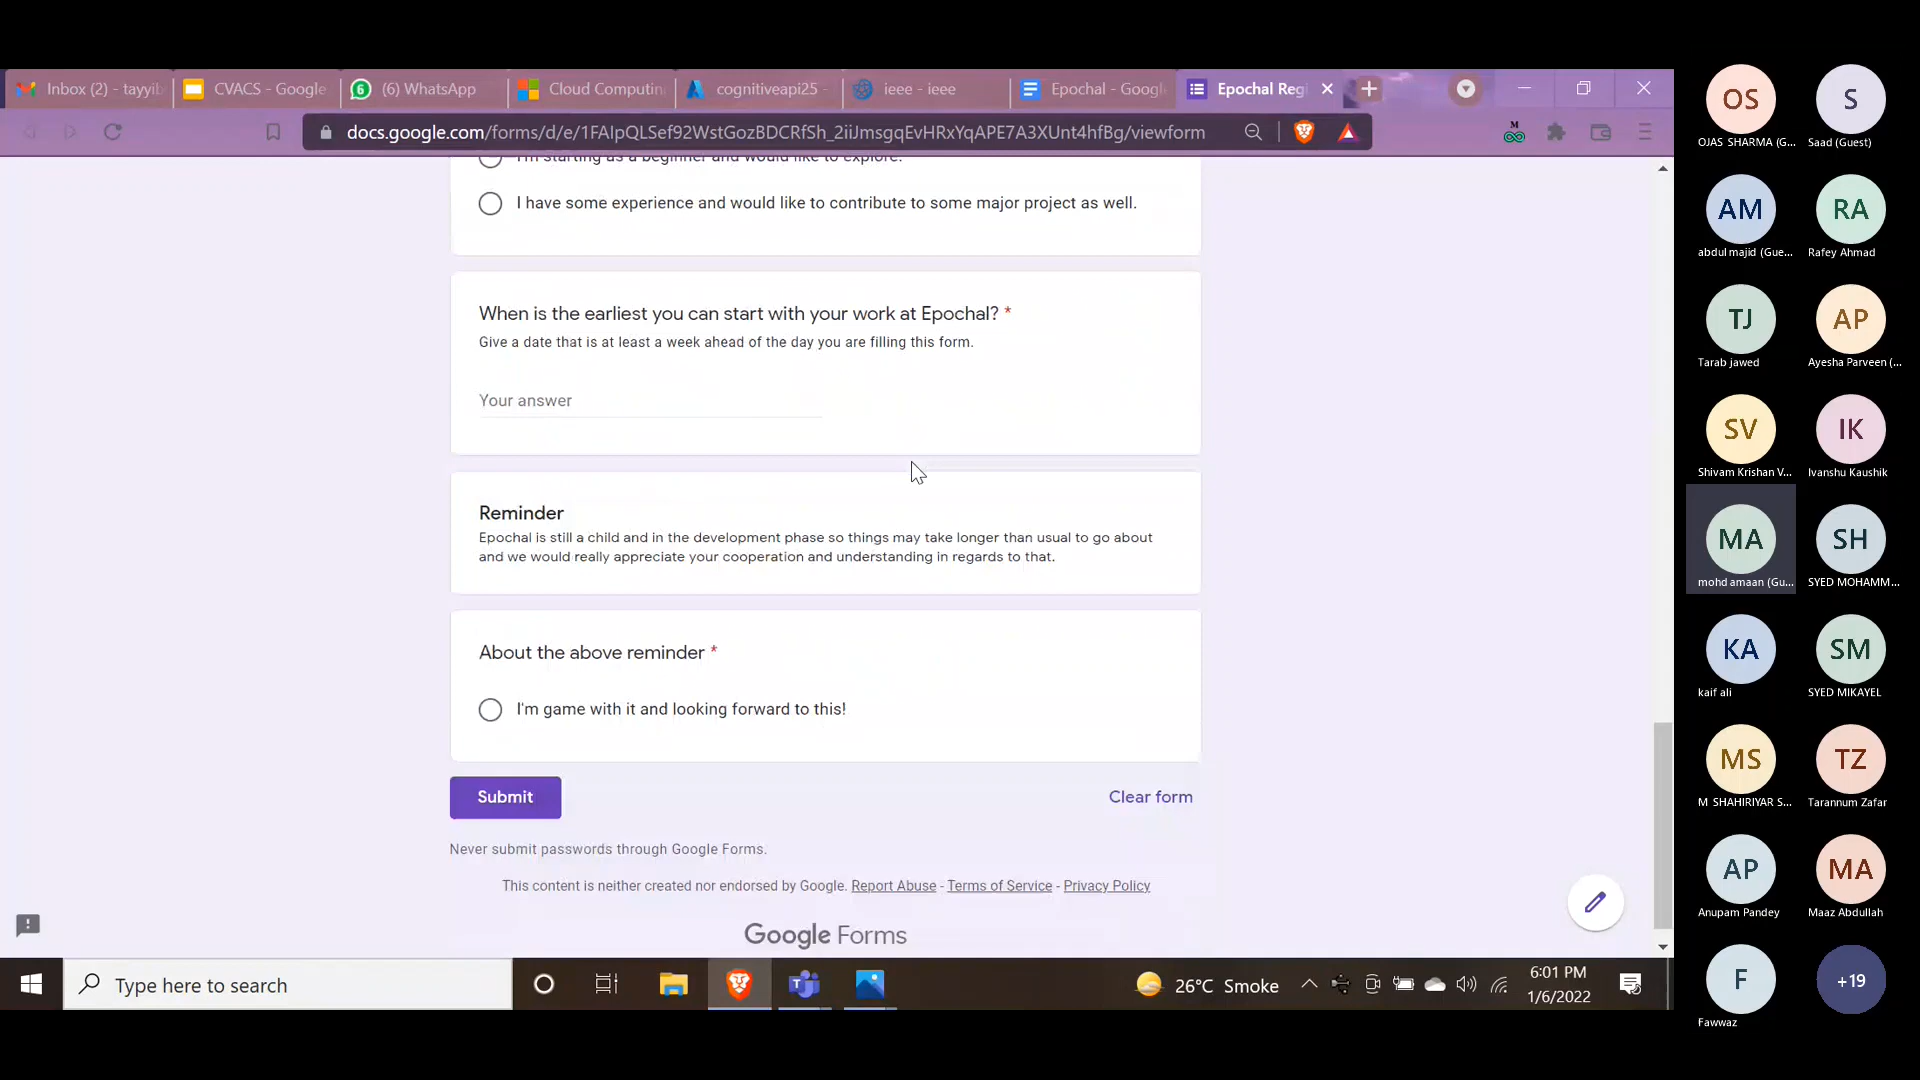 Inbox (2) - tayyib
CVACS - Google
(6) WhatsApp
Cloud Computin
cognitiveapi25 -
ieee - ieee
Epochal - Googl
Epochal Regi
docs.google.com/forms/d/e/1FAIpQLSef92WstGozBDCRfSh_2iiJmsgqEvHRxYqAPE7A3XUnt4hfBg/viewform
I'm starting as a beginner and would like to explore.
I have some experience and would like to contribute to some major project as well.
When is the earliest you can start with your work at Epochal? *
Give a date that is at least a week ahead of the day you are filling this form.
Your answer
Reminder
Epochal is still a child and in the development phase so things may take longer than usual to go about
and we would really appreciate your cooperation and understanding in regards to that.
About the above reminder *
I'm game with it and looking forward to this!
Submit
Clear form
Never submit passwords through Google Forms.
This content is neither created nor endorsed by Google. Report Abuse - Terms of Service - Privacy Policy
Google Forms
Type here to search
26°C Smoke
6:01 PM
1/6/2022
OS
OJAS SHARMA (G...
S
Saad (Guest)
AM
abdul majid (Gue...
RA
Rafey Ahmad
TJ
Tarab jawed
AP
Ayesha Parveen (...
SV
Shivam Krishan V...
IK
Ivanshu Kaushik
MA
mohd amaan (Gu...
SH
SYED MOHAMM...
KA
kaif ali
SM
SYED MIKAYEL
MS
M SHAHIRIYAR S...
TZ
Tarannum Zafar
AP
Anupam Pandey
MA
Maaz Abdullah
F
Fawwaz
+19